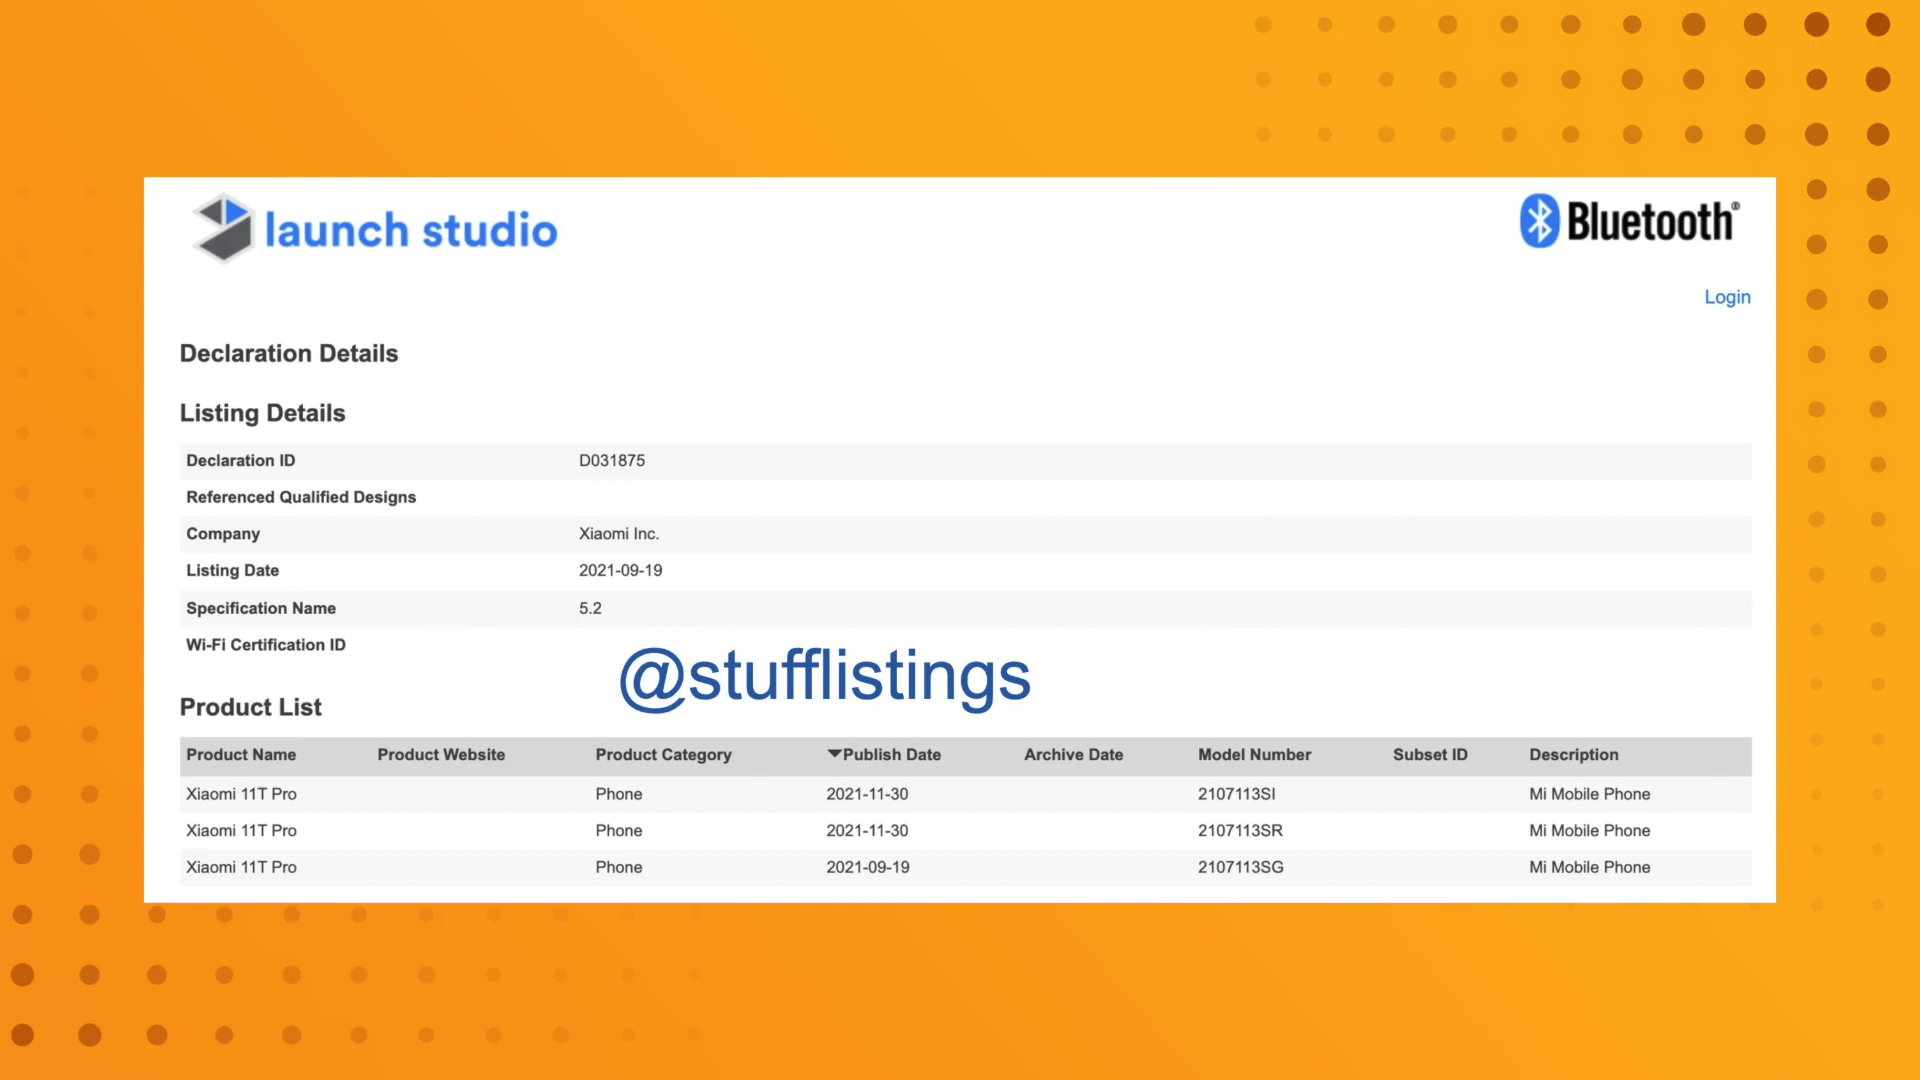 launch studio
Bluetooth®
Login
Declaration Details
Listing Details
Declaration ID D031875
Referenced Qualified Designs
Company Xiaomi Inc.
Listing Date 2021-09-19
Specification Name 5.2
Wi-Fi Certification ID
@stufflistings
Product List
Product Name Product Website Product Category Publish Date Archive Date Model Number Subset ID Description
Xiaomi 11T Pro Phone 2021-11-30 2107113SI Mi Mobile Phone
Xiaomi 11T Pro Phone 2021-11-30 2107113SR Mi Mobile Phone
Xiaomi 11T Pro Phone 2021-09-19 2107113SG Mi Mobile Phone